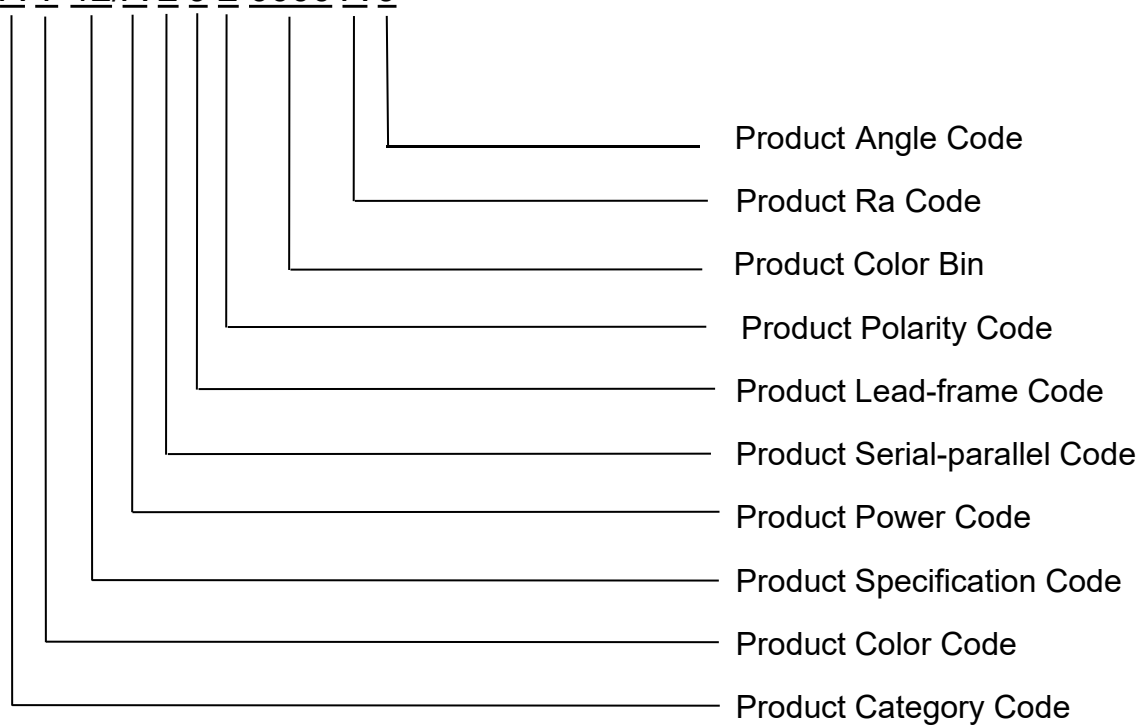 Product Angle Code
Product Ra Code
Product Color Bin
Product Polarity Code
Product Lead-frame Code
Product Serial-parallel Code
Product Power Code
Product Specification Code
Product Color Code
Product Category Code